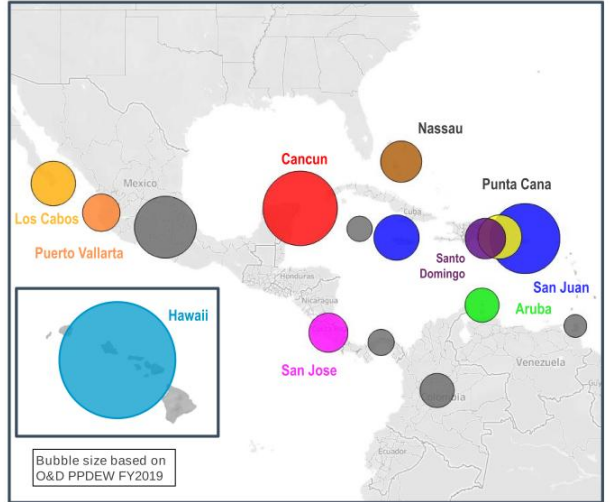 Nassau
Cancun
Punta Cana
Mexico
Los Cabos
Cuba
Puerto Vallarta
Santo
Domingo
San Juan
Honduras
Aruba
Nicaragua
Hawaii
San Jose
Venezuela
Colombia
Ecuador
Bubble size based on
O&D PPDEW FY2019